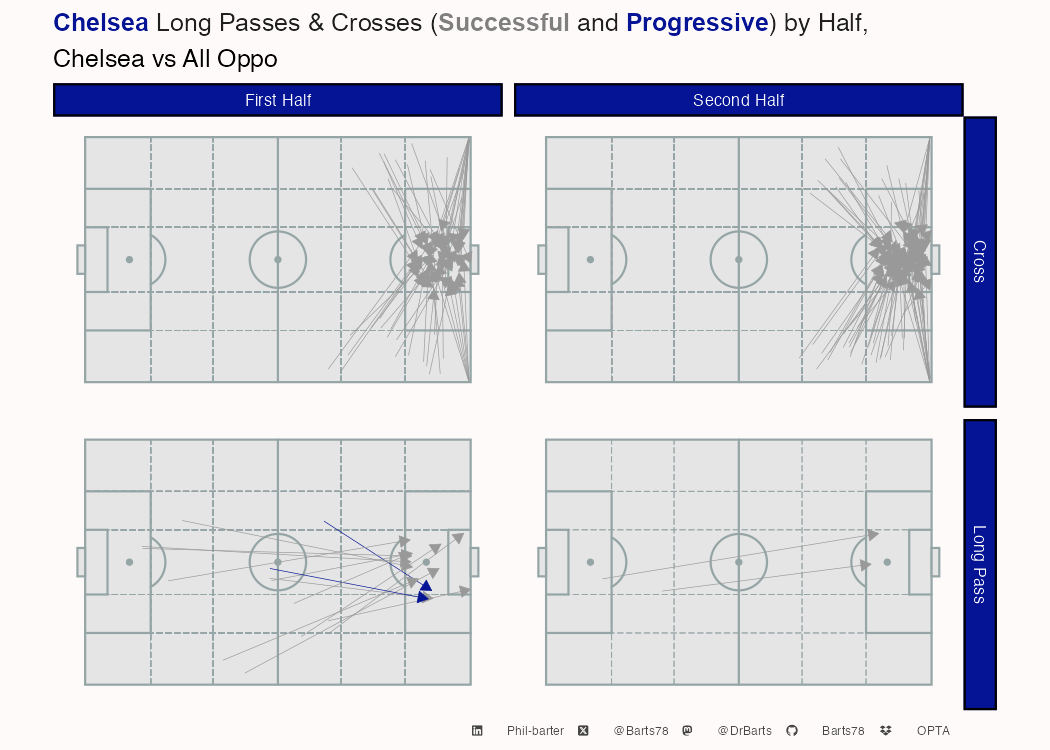 Chelsea Long Passes & Crosses (Successful and Progressive) by Half,
Chelsea vs All Oppo
First Half
Second Half
Cross
Long Pass
Phil-barter @Barts78 @DrBarts Barts78 OPTA